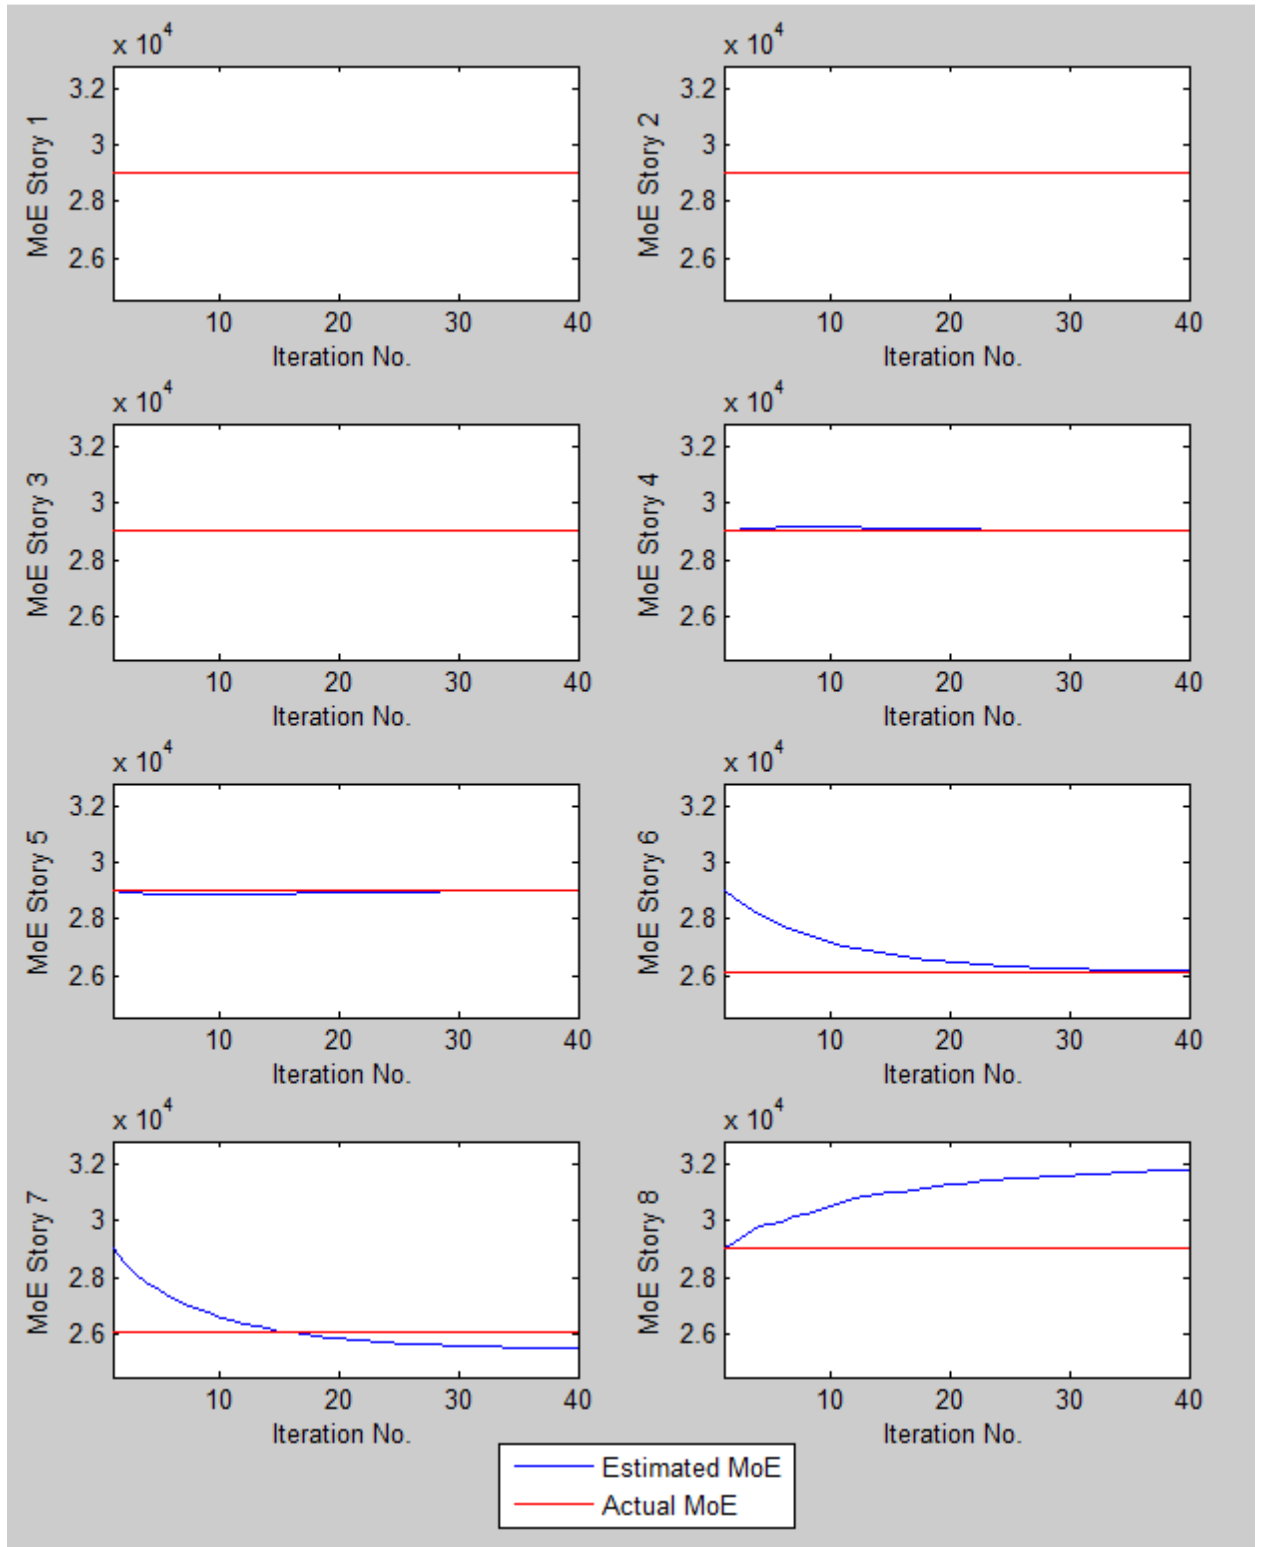 x 10^4
MoE Story 1
3.2
3
2.8
2.6
10 20 30 40
Iteration No.
x 10^4
MoE Story 2
3.2
3
2.8
2.6
10 20 30 40
Iteration No.
x 10^4
MoE Story 3
3.2
3
2.8
2.6
10 20 30 40
Iteration No.
x 10^4
MoE Story 4
3.2
3
2.8
2.6
10 20 30 40
Iteration No.
x 10^4
MoE Story 5
3.2
3
2.8
2.6
10 20 30 40
Iteration No.
x 10^4
MoE Story 6
3.2
3
2.8
2.6
10 20 30 40
Iteration No.
x 10^4
MoE Story 7
3.2
3
2.8
2.6
10 20 30 40
Iteration No.
x 10^4
MoE Story 8
3.2
3
2.8
2.6
10 20 30 40
Iteration No.
Estimated MoE
Actual MoE